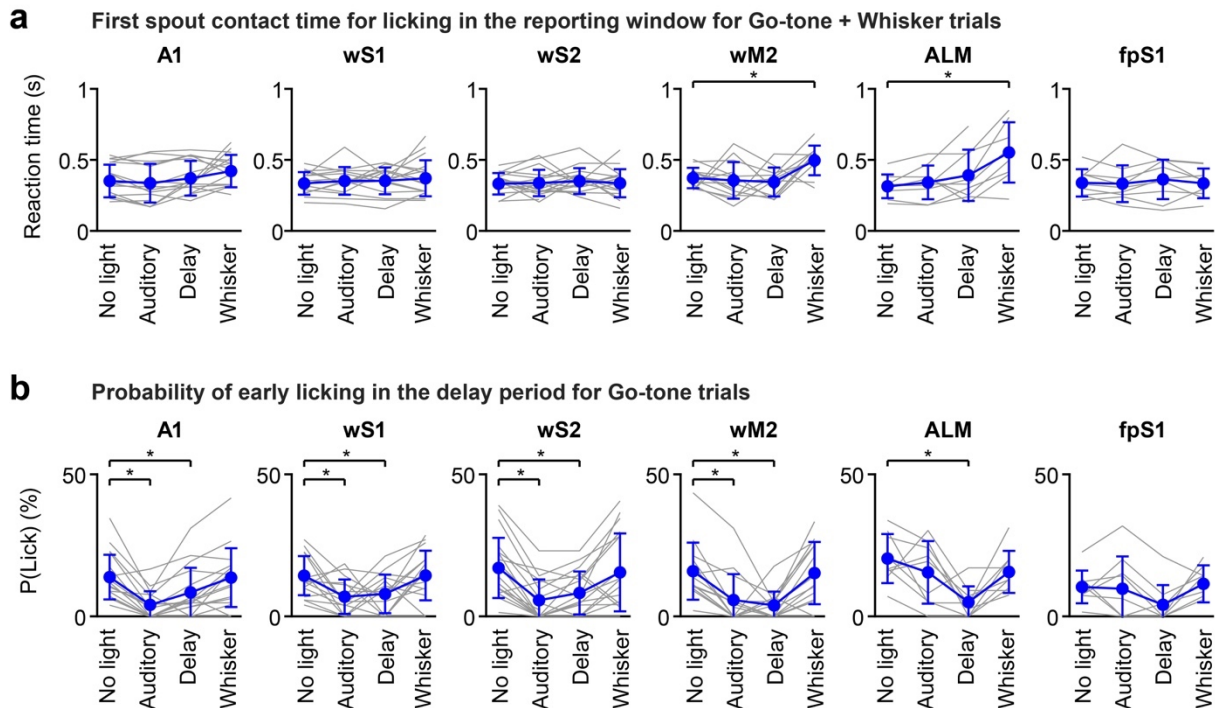 a First spout contact time for licking in the reporting window for Go-tone + Whisker trials
A1 wS1 wS2 wM2 ALM fpS1
* *
Reaction time (s)
1 1 1 1 1 1
0.5 0.5 0.5 0.5 0.5 0.5
0 0 0 0 0 0
No light Auditory Delay Whisker No light Auditory Delay Whisker No light Auditory Delay Whisker No light Auditory Delay Whisker No light Auditory Delay Whisker No light Auditory Delay Whisker
b Probability of early licking in the delay period for Go-tone trials
A1 wS1 wS2 wM2 ALM fpS1
* * * * *
* * * *
P(Lick) (%)
50 50 50 50 50 50
0 0 0 0 0 0
No light Auditory Delay Whisker No light Auditory Delay Whisker No light Auditory Delay Whisker No light Auditory Delay Whisker No light Auditory Delay Whisker No light Auditory Delay Whisker